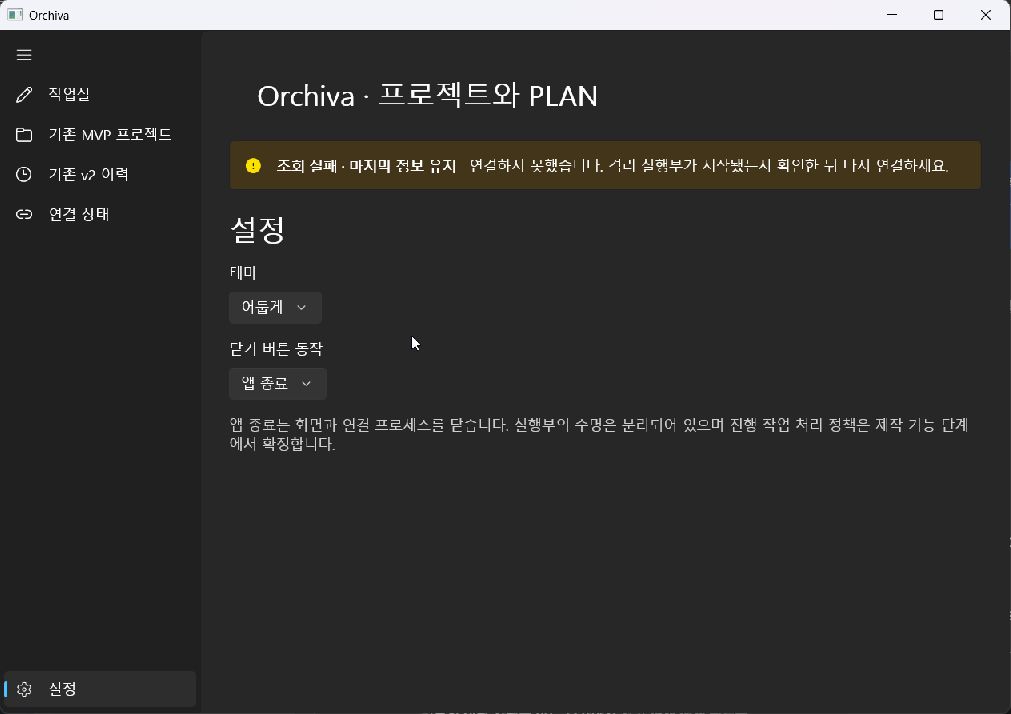 Orchiva
작업실
기존 MVP 프로젝트
기존 v2 이력
연결 상태
설정
Orchiva · 프로젝트와 PLAN
조회 실패 · 마지막 정보 유지 연결하지 못했습니다. 격리 실행부가 시작됐는지 확인한 뒤 다시 연결하세요.
설정
테마
어둡게
닫기 버튼 동작
앱 종료
앱 종료는 화면과 연결 프로세스를 닫습니다. 실행부의 수명은 분리되어 있으며 진행 작업 처리 정책은 제작 기능 단계
에서 확정합니다.